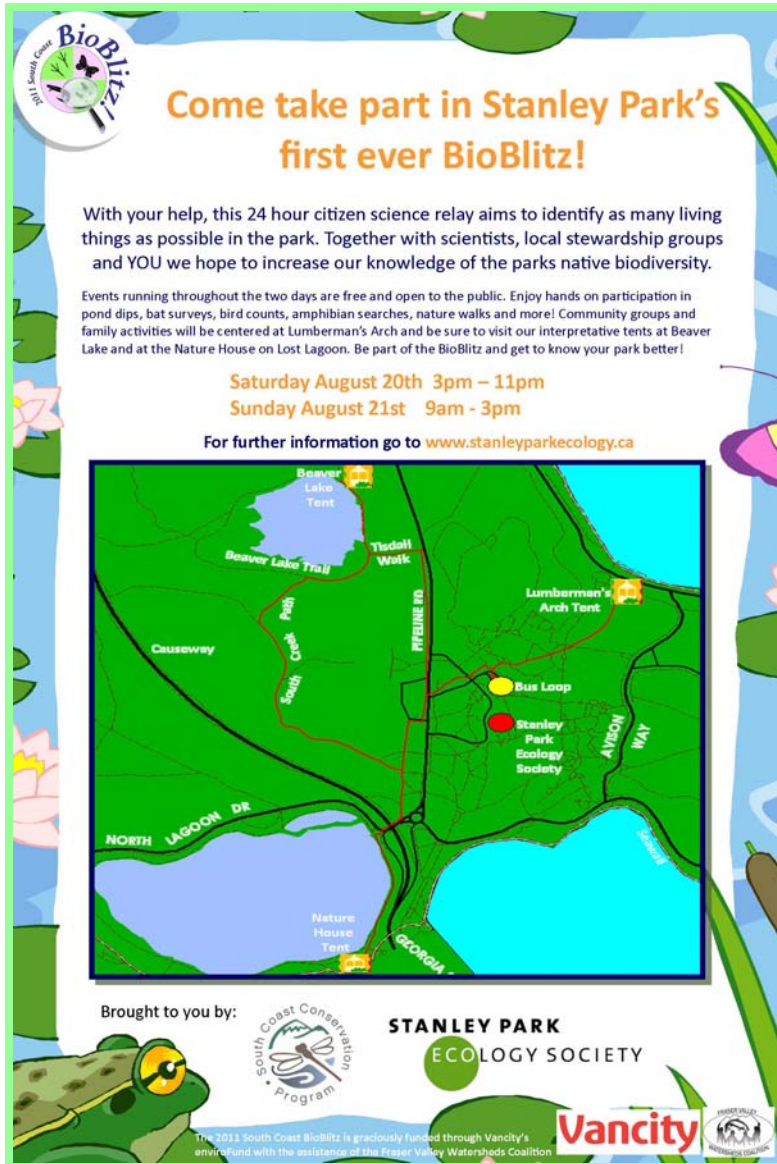 2011 South Coast
BioBlitz!
Come take part in Stanley Park's
first ever BioBlitz!
With your help, this 24 hour citizen science relay aims to identify as many living
things as possible in the park. Together with scientists, local stewardship groups
and YOU we hope to increase our knowledge of the parks native biodiversity.
Events running throughout the two days are free and open to the public. Enjoy hands on participation in
pond dips, bat surveys, bird counts, amphibian searches, nature walks and more! Community groups and
family activities will be centered at Lumberman's Arch and be sure to visit our interpretative tents at Beaver
Lake and at the Nature House on Lost Lagoon. Be part of the BioBlitz and get to know your park better!
Saturday August 20th 3pm – 11pm
Sunday August 21st 9am - 3pm
For further information go to www.stanleyparkecology.ca
Beaver
Lake
Tent
Beaver Lake Trail
Tisdall
Walk
PIPELINE RD
Lumberman's
Arch Tent
South Creek Path
Causeway
Bus Loop
Stanley
Park
Ecology
Society
AVISON
WAY
NORTH LAGOON DR
Seawall
Nature
House
Tent
GEORGIA
Brought to you by:
South Coast Conservation
Program
STANLEY PARK
ECOLOGY SOCIETY
The 2011 South Coast BioBlitz is graciously funded through Vancity's
enviroFund with the assistance of the Fraser Valley Watersheds Coalition
Vancity
FRASER VALLEY
WATERSHEDS COALITION